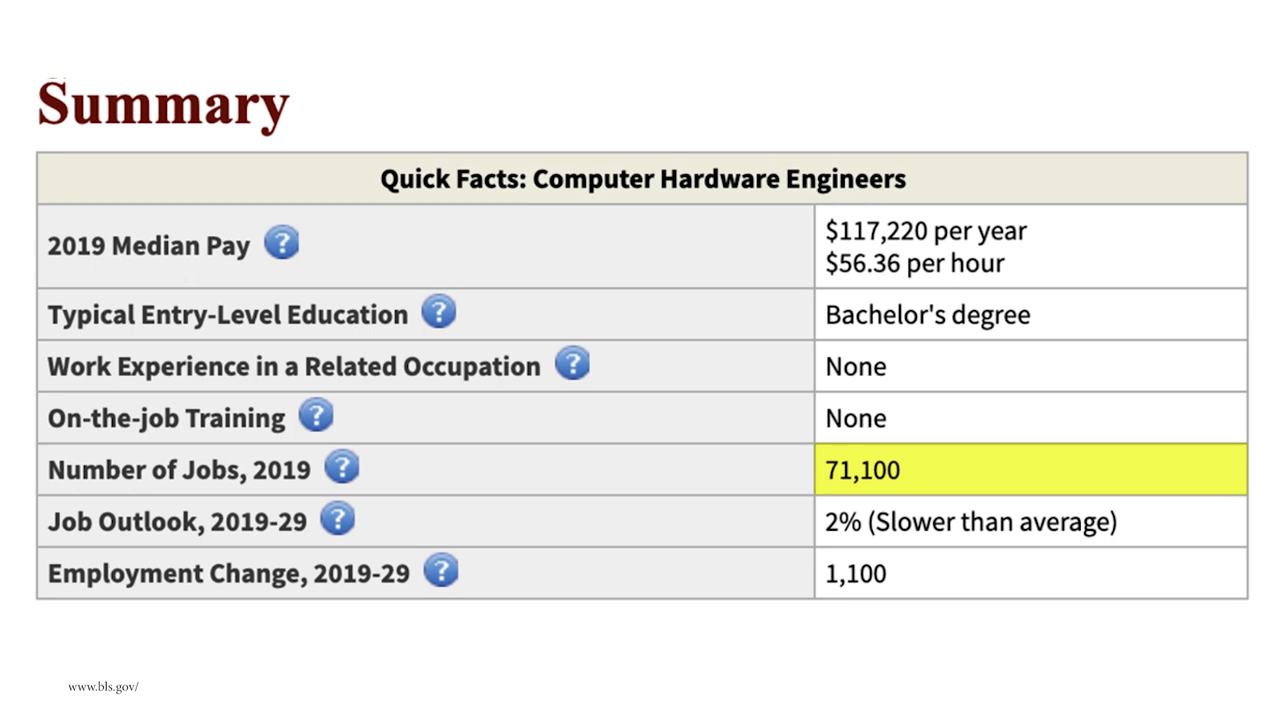 Summary
Quick Facts: Computer Hardware Engineers
2019 Median Pay ?
$117,220 per year
$56.36 per hour
Typical Entry-Level Education ?
Bachelor's degree
Work Experience in a Related Occupation ?
None
On-the-job Training ?
None
Number of Jobs, 2019 ?
71,100
Job Outlook, 2019-29 ?
2% (Slower than average)
Employment Change, 2019-29 ?
1,100
www.bls.gov/